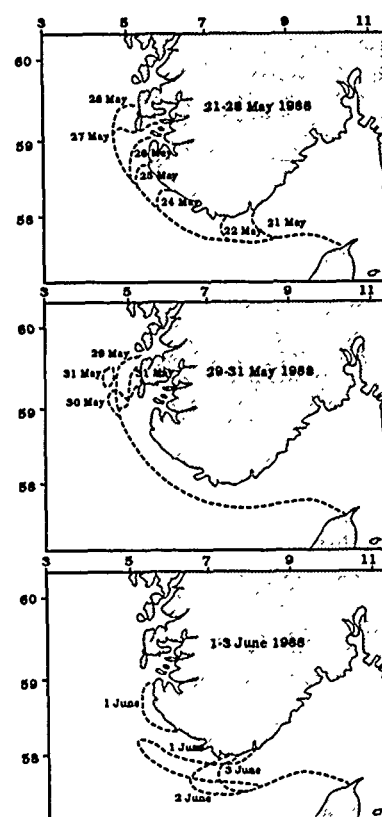 3 5 7 9 11
60
28 May
21-28 May 1988
27 May
59
26 May
25 May
24 May
58
22 May
21 May
3 5 7 9 11
60
29 May
31 May
31 May
29-31 May 1988
30 May
59
58
3 5 7 9 11
60
1-3 June 1988
59
1 June
58
1 June
3 June
2 June